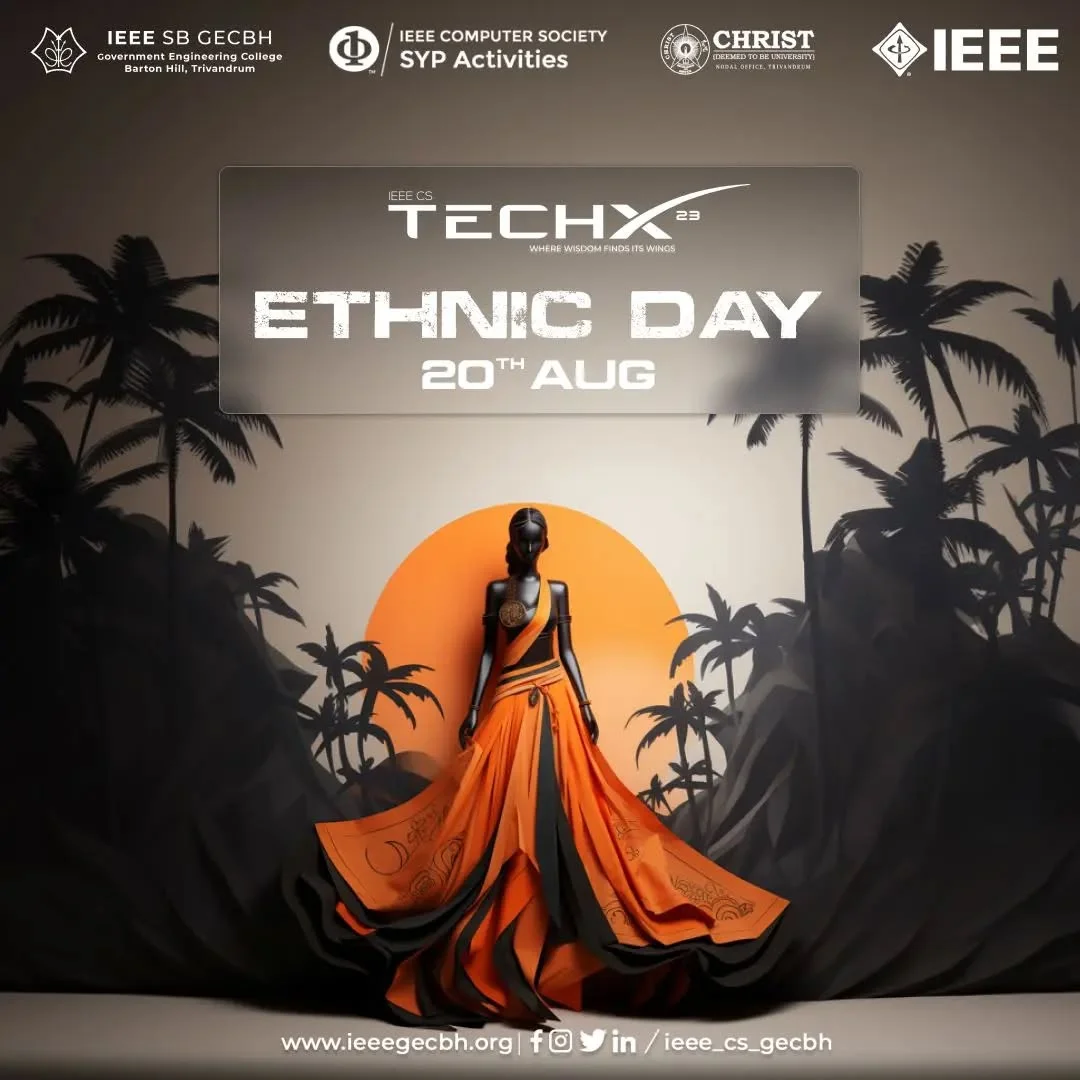 IEEE SB GECBH
Government Engineering College
Barton Hill, Trivandrum
IEEE COMPUTER SOCIETY
SYP Activities
TM
CHRIST
(DEEMED TO BE UNIVERSITY)
NODAL OFFICE, TRIVANDRUM
IEEE
IEEE CS
TECHX 23
WHERE WISDOM FINDS ITS WINGS
ETHNIC DAY
20TH AUG
www.ieeegecbh.org| / ieee_cs_gecbh